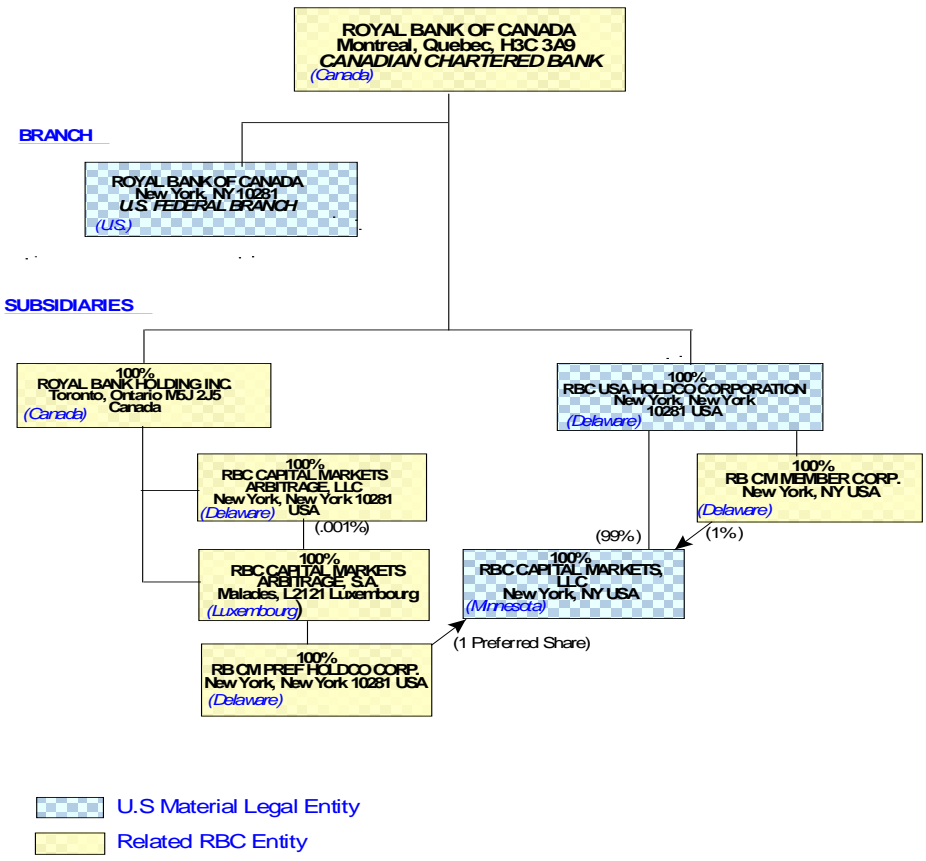 ROYAL BANK OF CANADA
Montreal, Quebec, H3C 3A9
CANADIAN CHARTERED BANK
(Canada)
BRANCH
ROYAL BANK OF CANADA
New York, NY 10281
U.S. FEDERAL BRANCH
(U.S.)
SUBSIDIARIES
100%
ROYAL BANK HOLDING INC.
Toronto, Ontario M5J 2J5
Canada
(Canada)
100%
RBC USA HOLDCO CORPORATION
New York, New York
10281 USA
(Delaware)
100%
RBC CAPITAL MARKETS
ARBITRAGE, LLC
New York, New York 10281
USA
(Delaware)
(.001%)
100%
RB CM MEMBER CORP.
New York, NY USA
(Delaware)
(99%)
(1%)
100%
RBC CAPITAL MARKETS
ARBITRAGE, S.A.
Malades, L2121 Luxembourg
(Luxembourg)
100%
RBC CAPITAL MARKETS,
LLC
New York, NY USA
(Minnesota)
(1 Preferred Share)
100%
RB CM PREF HOLDCO CORP.
New York, New York 10281 USA
(Delaware)
U.S Material Legal Entity
Related RBC Entity